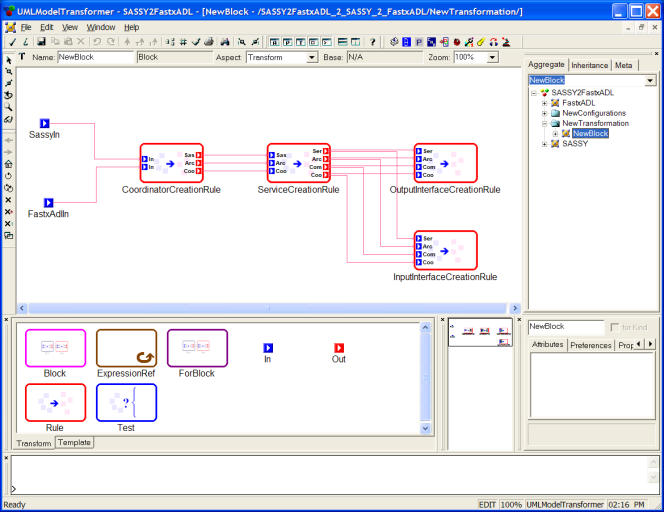 UMLModelTransformer - SASSY2FastxADL - [NewBlock - /SASSY2FastxADL_2_SASSY_2_FastxADL/NewTransformation/]
File Edit View Window Help
Name: NewBlock Block Aspect: Transform Base: N/A Zoom: 100%
Aggregate Inheritance Meta
NewBlock
SASSY2FastxADL
FastxADL
NewConfigurations
NewTransformation
NewBlock
SASSY
SassyIn
FastxAdlIn
In
In
Sas
Arc
Coo
CoordinatorCreationRule
Sas
Arc
Coo
Ser
Arc
Com
Coo
ServiceCreationRule
Ser
Arc
Com
Coo
OutputInterfaceCreationRule
Ser
Arc
Com
Coo
InputInterfaceCreationRule
Block
ExpressionRef
ForBlock
In
Out
Rule
Test
Transform Template
NewBlock for Kind
Attributes Preferences Prop
>
Ready EDIT 100% UMLModelTransformer 02:16 PM